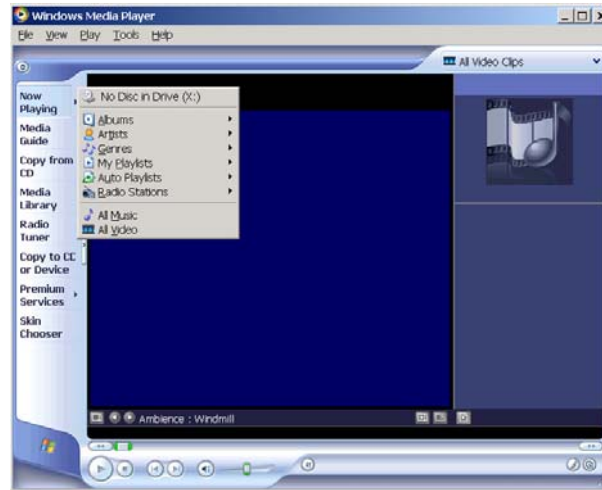 Windows Media Player
File View Play Tools Help
All Video Clips
Now
Playing
No Disc in Drive (X:)
Albums
Artists
Genres
My Playlists
Auto Playlists
Radio Stations
All Music
All Video
Media
Guide
Copy from
CD
Media
Library
Radio
Tuner
Copy to CD
or Device
Premium
Services
Skin
Chooser
Ambience : Windmill